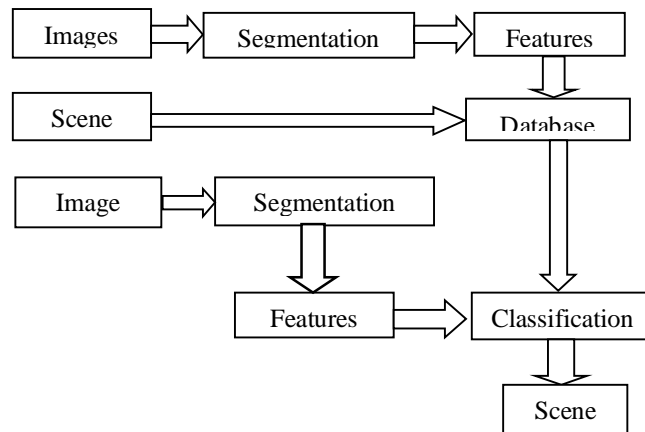 Images
Segmentation
Features
Scene
Database
Image
Segmentation
Features
Classification
Scene